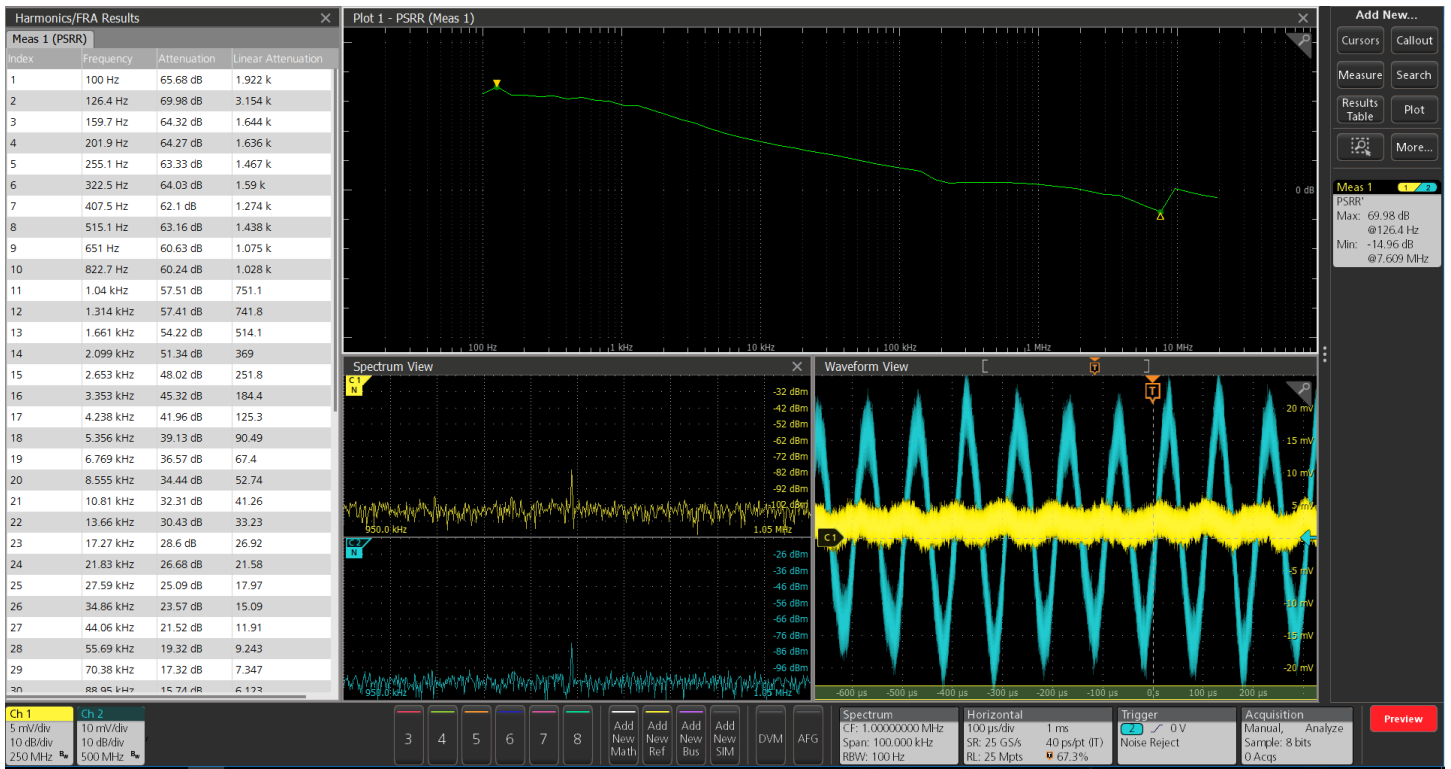 Harmonics/FRA Results
Meas 1 (PSRR)
Index Frequency Attenuation Linear Attenuation
1 100 Hz 65.68 dB 1.922 k
2 126.4 Hz 69.98 dB 3.154 k
3 159.7 Hz 64.32 dB 1.644 k
4 201.9 Hz 64.27 dB 1.636 k
5 255.1 Hz 63.33 dB 1.467 k
6 322.5 Hz 64.03 dB 1.59 k
7 407.5 Hz 62.1 dB 1.274 k
8 515.1 Hz 63.16 dB 1.438 k
9 651 Hz 60.63 dB 1.075 k
10 822.7 Hz 60.24 dB 1.028 k
11 1.04 kHz 57.51 dB 751.1
12 1.314 kHz 57.41 dB 741.8
13 1.661 kHz 54.22 dB 514.1
14 2.099 kHz 51.34 dB 369
15 2.653 kHz 48.02 dB 251.8
16 3.353 kHz 45.32 dB 184.4
17 4.238 kHz 41.96 dB 125.3
18 5.356 kHz 39.13 dB 90.49
19 6.769 kHz 36.57 dB 67.4
20 8.555 kHz 34.44 dB 52.74
21 10.81 kHz 32.31 dB 41.26
22 13.66 kHz 30.43 dB 33.23
23 17.27 kHz 28.6 dB 26.92
24 21.83 kHz 26.68 dB 21.58
25 27.59 kHz 25.09 dB 17.97
26 34.86 kHz 23.57 dB 15.09
27 44.06 kHz 21.52 dB 11.91
28 55.69 kHz 19.32 dB 9.243
29 70.38 kHz 17.32 dB 7.347
30 88.95 kHz 15.74 dB 6.123
Plot 1 - PSRR (Meas 1)
0 dB
100 Hz 1 kHz 10 kHz 100 kHz 1 MHz 10 MHz
Spectrum View
C 1
N
-32 dBm
-42 dBm
-52 dBm
-62 dBm
-72 dBm
-82 dBm
-92 dBm
-102 dBm
950.0 kHz 1.05 MHz
C 2
N
-26 dBm
-36 dBm
-46 dBm
-56 dBm
-66 dBm
-76 dBm
-86 dBm
-96 dBm
950.0 kHz 1.05 MHz
Waveform View
T
T
20 mV
15 mV
10 mV
5 mV
C 1
-5 mV
-10 mV
-15 mV
-20 mV
-600 µs -500 µs -400 µs -300 µs -200 µs -100 µs 0 s 100 µs 200 µs
Add New...
Cursors Callout
Measure Search
Results Table Plot
More...
Meas 1 1 2
PSRR'
Max: 69.98 dB
@126.4 Hz
Min: -14.96 dB
@7.609 MHz
Ch 1
5 mV/div
10 dB/div
250 MHz Bw
Ch 2
10 mV/div
10 dB/div
500 MHz Bw
3 4 5 6 7 8
Add New Math
Add New Ref
Add New Bus
Add New SIM
DVM AFG
Spectrum
CF: 1.00000000 MHz
Span: 100.000 kHz
RBW: 100 Hz
Horizontal
100 µs/div 1 ms
SR: 25 GS/s 40 ps/pt (IT)
RL: 25 Mpts 67.3%
Trigger
2 0 V
Noise Reject
Acquisition
Manual, Analyze
Sample: 8 bits
0 Acqs
Preview